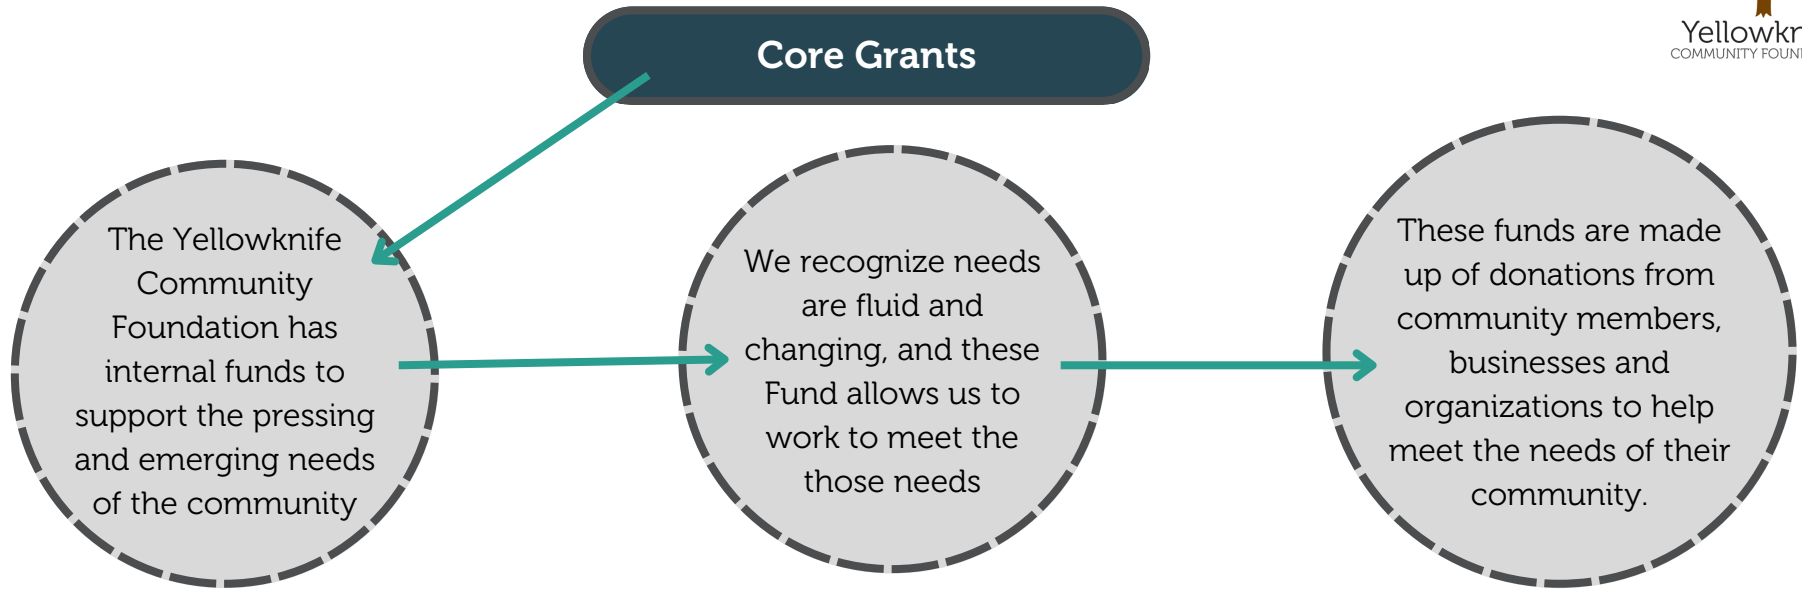 Core Grants
Yellowkn
COMMUNITY FOUN
The Yellowknife
Community
Foundation has
internal funds to
support the pressing
and emerging needs
of the community
We recognize needs
are fluid and
changing, and these
Fund allows us to
work to meet the
those needs
These funds are made
up of donations from
community members,
businesses and
organizations to help
meet the needs of their
community.